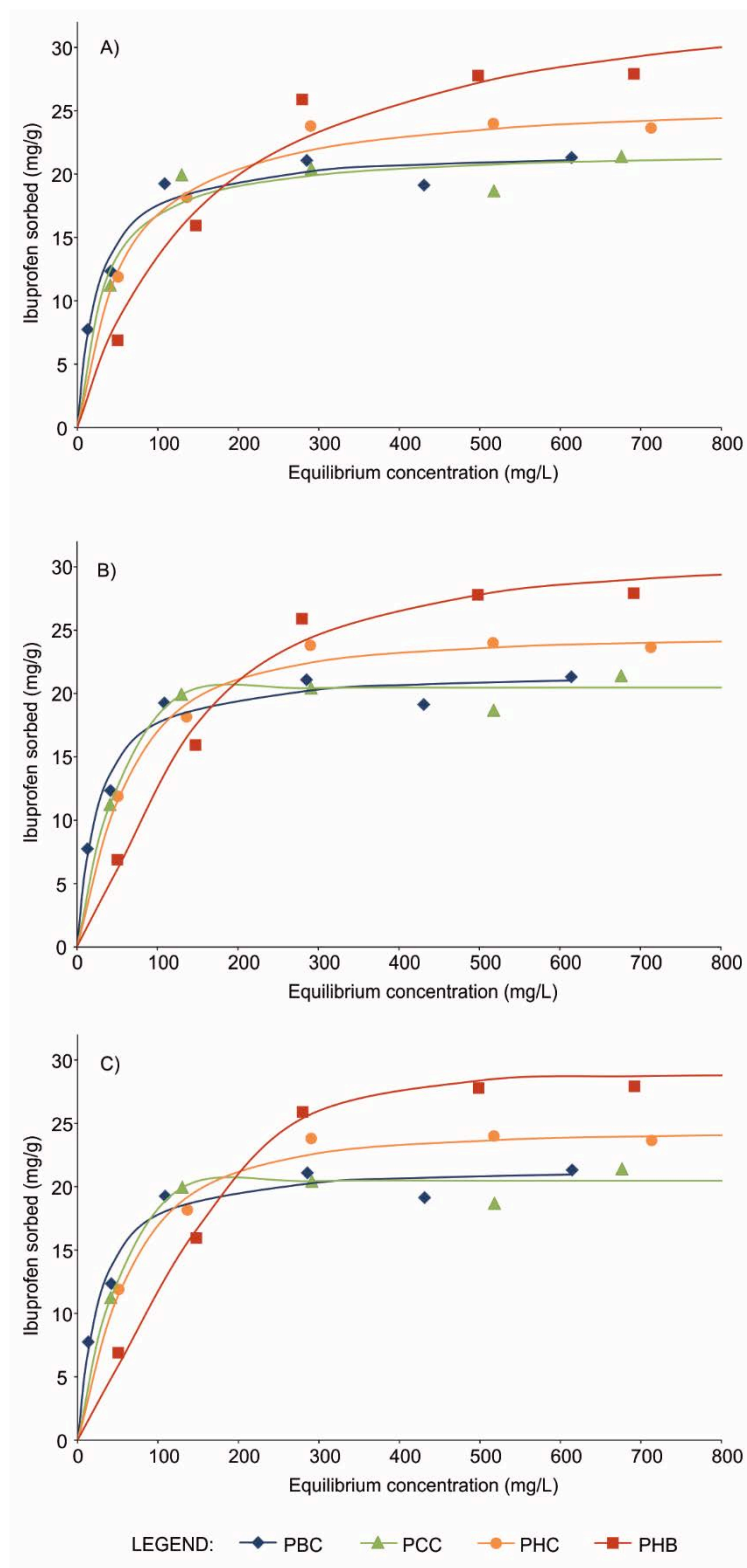 A)
Ibuprofen sorbed (mg/g)
30
25
20
15
10
5
0
0 100 200 300 400 500 600 700 800
Equilibrium concentration (mg/L)
B)
Ibuprofen sorbed (mg/g)
30
25
20
15
10
5
0
0 100 200 300 400 500 600 700 800
Equilibrium concentration (mg/L)
C)
Ibuprofen sorbed (mg/g)
30
25
20
15
10
5
0
0 100 200 300 400 500 600 700 800
Equilibrium concentration (mg/L)
LEGEND: PBC PCC PHC PHB